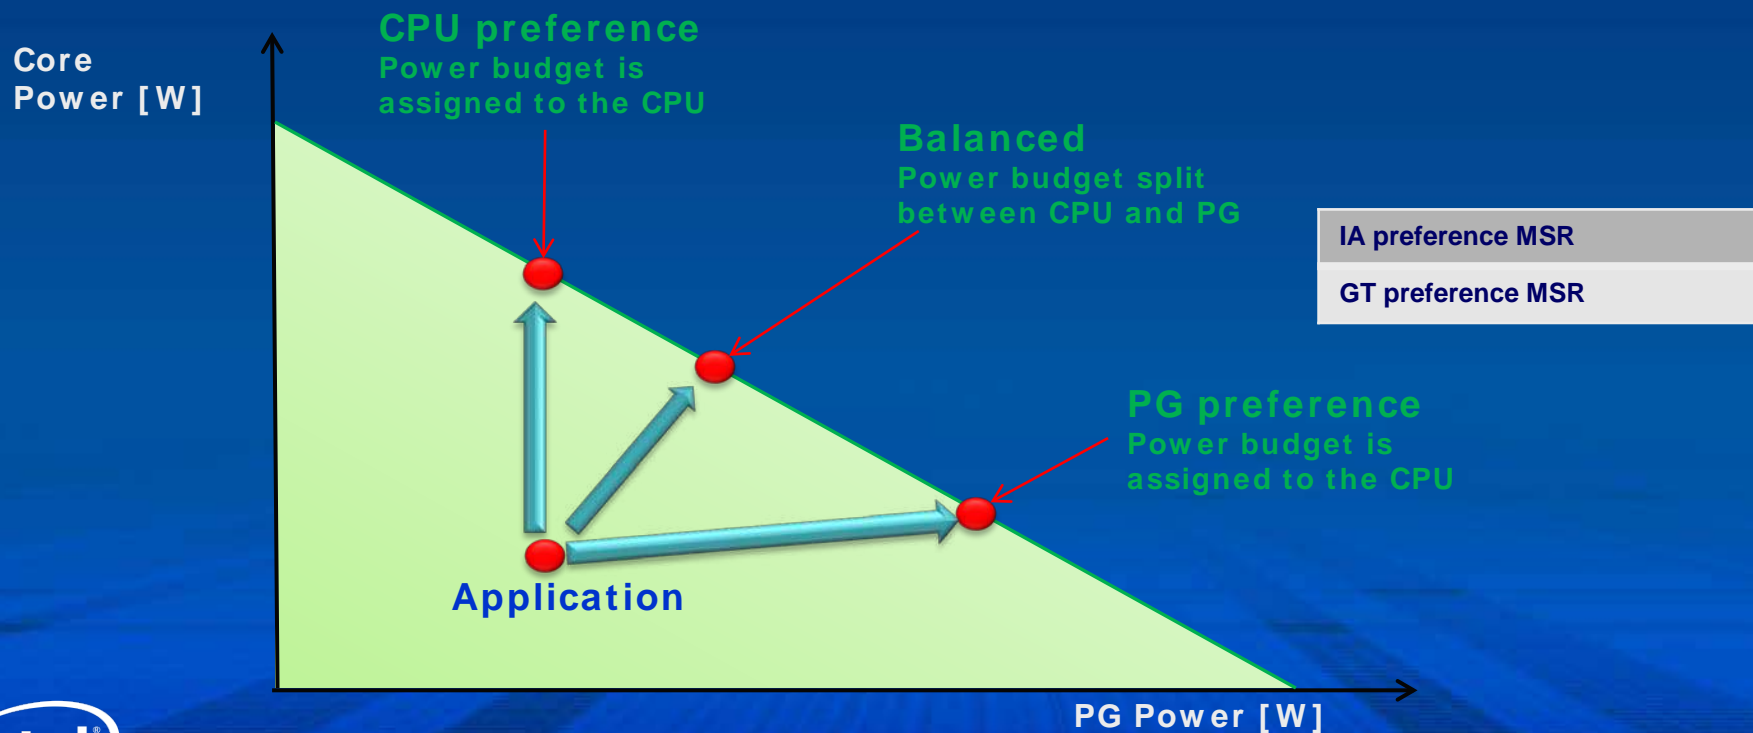 Core
Power [W]
CPU preference
Power budget is
assigned to the CPU
Balanced
Power budget split
between CPU and PG
IA preference MSR
GT preference MSR
PG preference
Power budget is
assigned to the CPU
Application
PG Power [W]